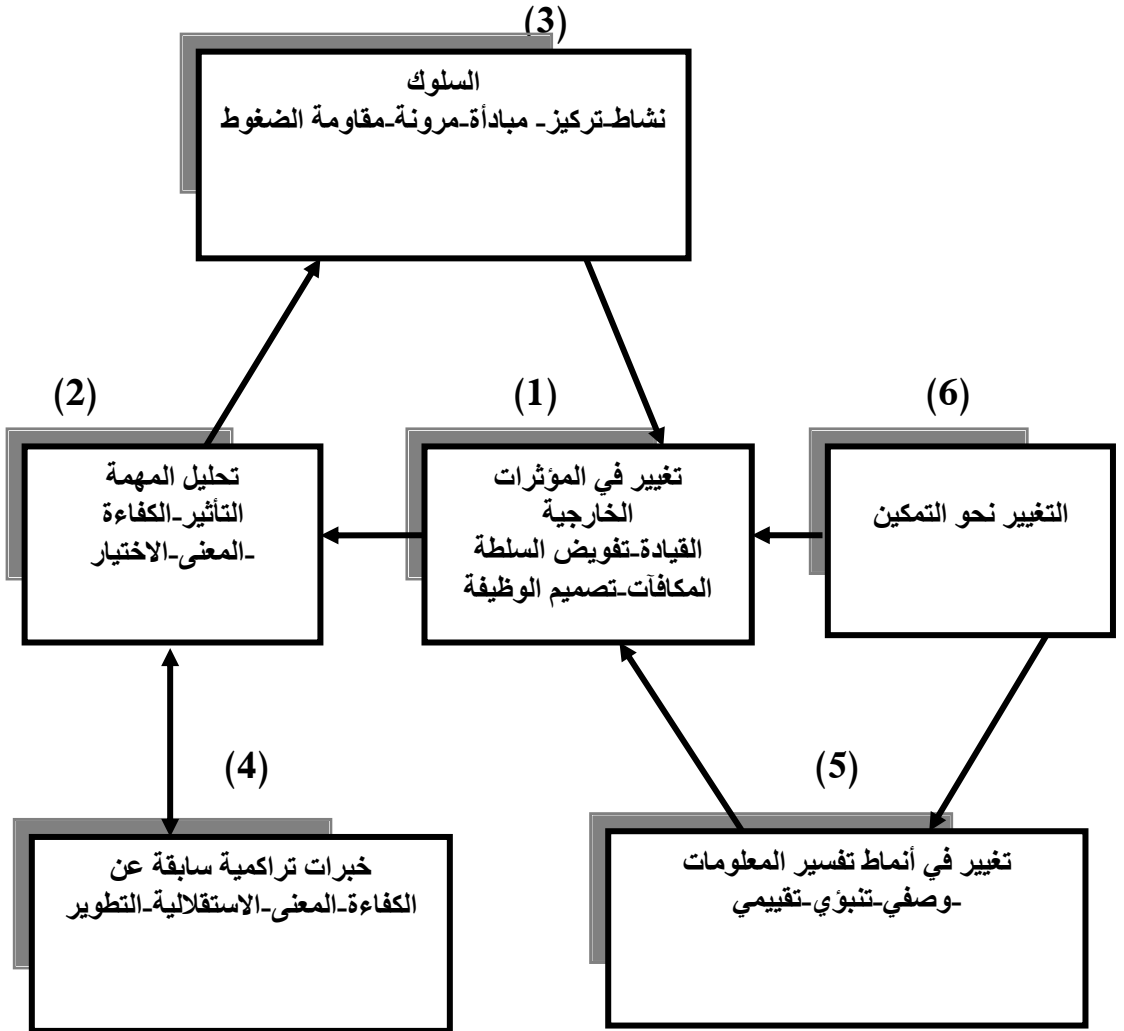 (3)
السلوك
نشاط-تركيز- مبادأة-مرونة-مقاومة الضغوط
(6)
التغيير نحو التمكين
(1)
تغيير في المؤثرات
الخارجية
القيادة-تفويض السلطة
المكافآت-تصميم الوظيفة
(2)
تحليل المهمة
التأثير-الكفاءة
-المعنى-الاختيار
(5)
تغيير في أنماط تفسير المعلومات
-وصفي-تنبؤي-تقييمي
(4)
خبرات تراكمية سابقة عن
الكفاءة-المعنى-الاستقلالية-التطوير